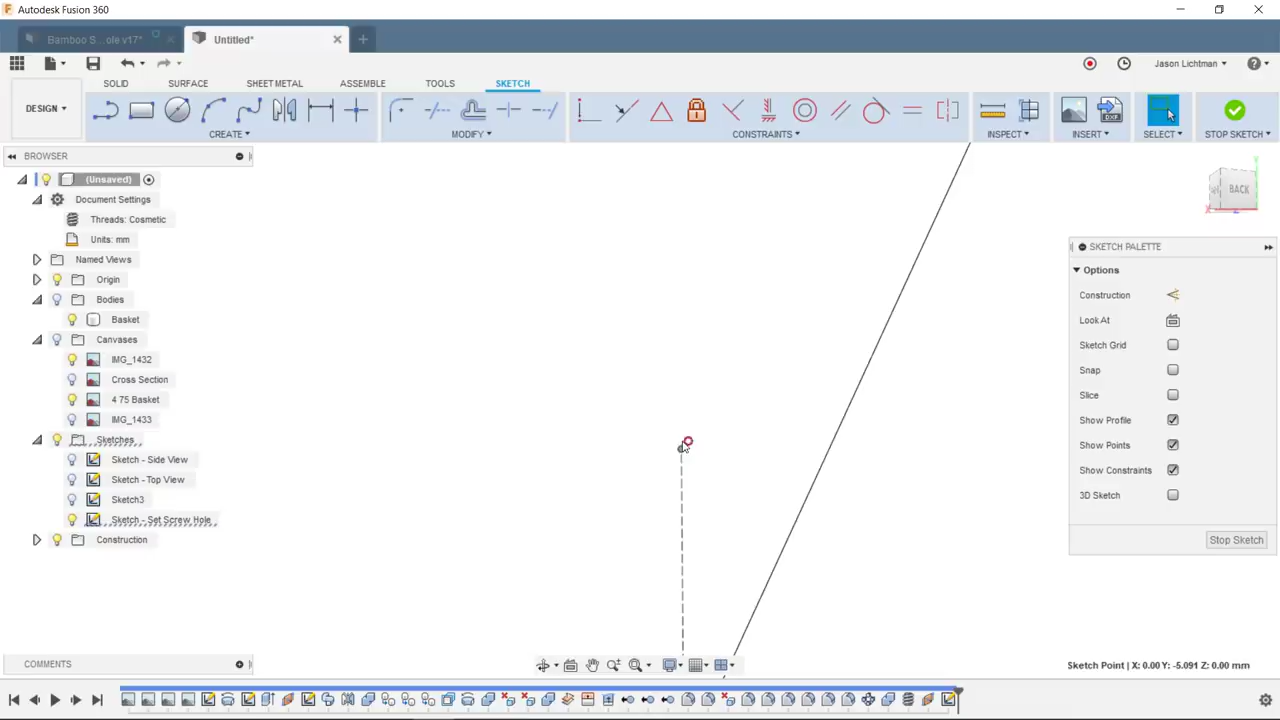 Autodesk Fusion 360
Bamboo S...ole v17*
Untitled*
Jason Lichtman
DESIGN
SOLID
SURFACE
SHEET METAL
ASSEMBLE
TOOLS
SKETCH
CREATE
MODIFY
CONSTRAINTS
INSPECT
INSERT
SELECT
STOP SKETCH
BROWSER
(Unsaved)
Document Settings
Threads: Cosmetic
Units: mm
Named Views
Origin
Bodies
Basket
Canvases
IMG_1432
Cross Section
4 75 Basket
IMG_1433
Sketches
Sketch - Side View
Sketch - Top View
Sketch3
Sketch - Set Screw Hole
Construction
BACK
X
Y
Z
SKETCH PALETTE
Options
Construction
Look At
Sketch Grid
Snap
Slice
Show Profile
Show Points
Show Constraints
3D Sketch
Stop Sketch
COMMENTS
Sketch Point | X: 0.00 Y: -5.091 Z: 0.00 mm